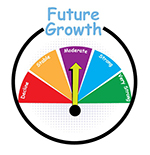 Future
Growth
Decline
Stable
Moderate
Strong
Very Strong